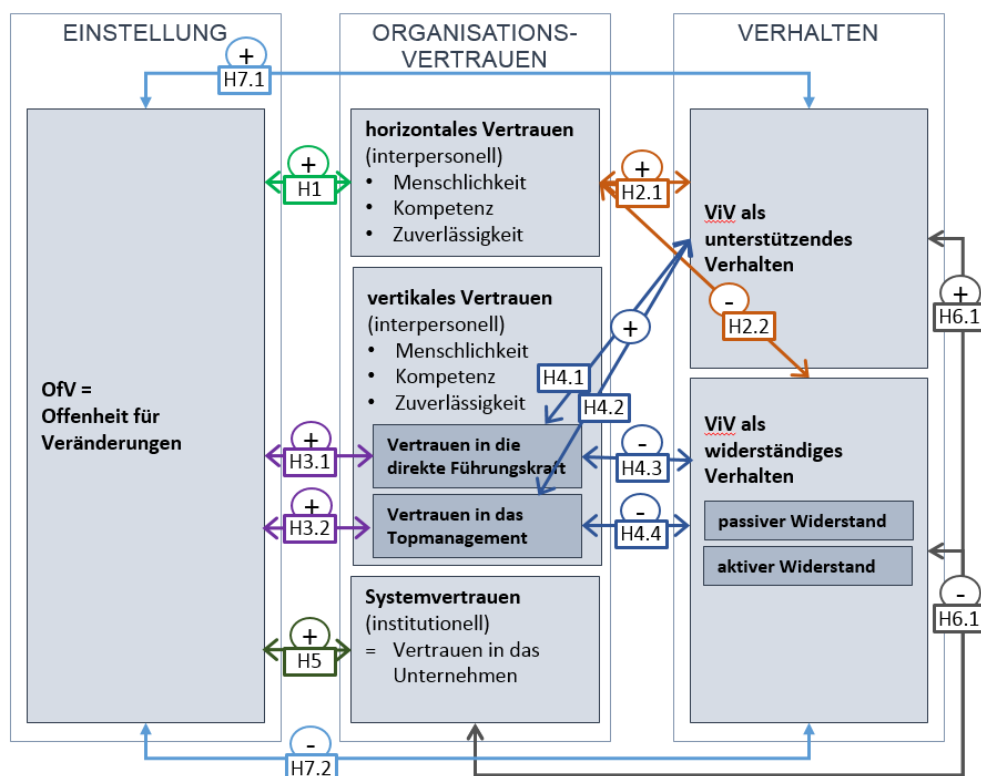 EINSTELLUNG
ORGANISATIONS-
VERTRAUEN
VERHALTEN
+
H7.1
horizontales Vertrauen
(interpersonell)
• Menschlichkeit
• Kompetenz
• Zuverlässigkeit
+
H1
+
H2.1
ViV als
unterstützendes
Verhalten
-
H2.2
+
H6.1
vertikales Vertrauen
(interpersonell)
• Menschlichkeit
• Kompetenz
• Zuverlässigkeit
+
H4.1
H4.2
OfV =
Offenheit für
Veränderungen
+
H3.1
Vertrauen in die
direkte Führungskraft
-
H4.3
ViV als
widerständiges
Verhalten
+
H3.2
Vertrauen in das
Topmanagement
-
H4.4
passiver Widerstand
aktiver Widerstand
-
H6.1
Systemvertrauen
(institutionell)
= Vertrauen in das
Unternehmen
+
H5
-
H7.2